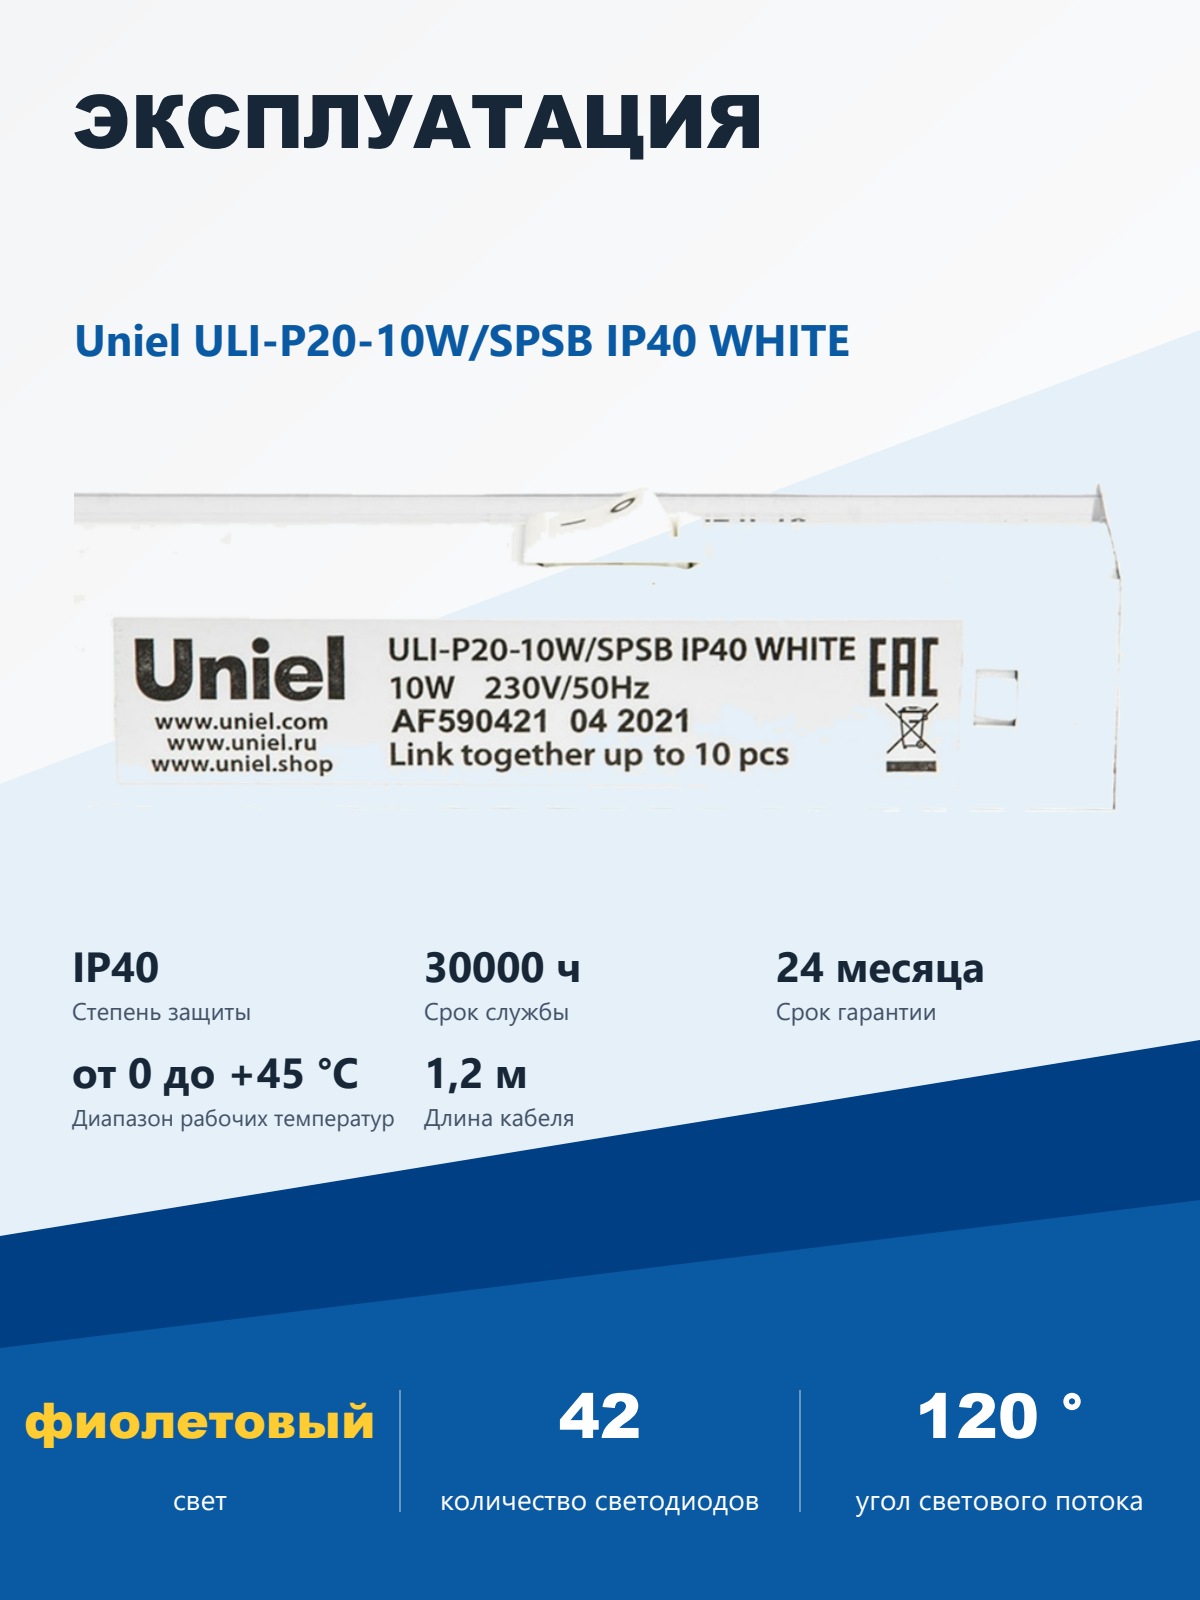 ЭКСПЛУАТАЦИЯ
Uniel ULI-P20-10W/SPSB IP40 WHITE
Uniel
www.uniel.com
www.uniel.ru
www.uniel.shop
ULI-P20-10W/SPSB IP40 WHITE
10W 230V/50Hz
AF590421 04 2021
Link together up to 10 pcs
EAC
IP40
Степень защиты
30000 ч
Срок службы
24 месяца
Срок гарантии
от 0 до +45 °C
Диапазон рабочих температур
1,2 м
Длина кабеля
фиолетовый
свет
42
количество светодиодов
120 °
угол светового потока